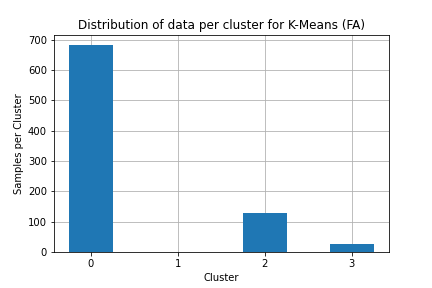 Distribution of data per cluster for K-Means (FA)
700
600
500
400
300
200
100
0
Samples per Cluster
0 1 2 3
Cluster